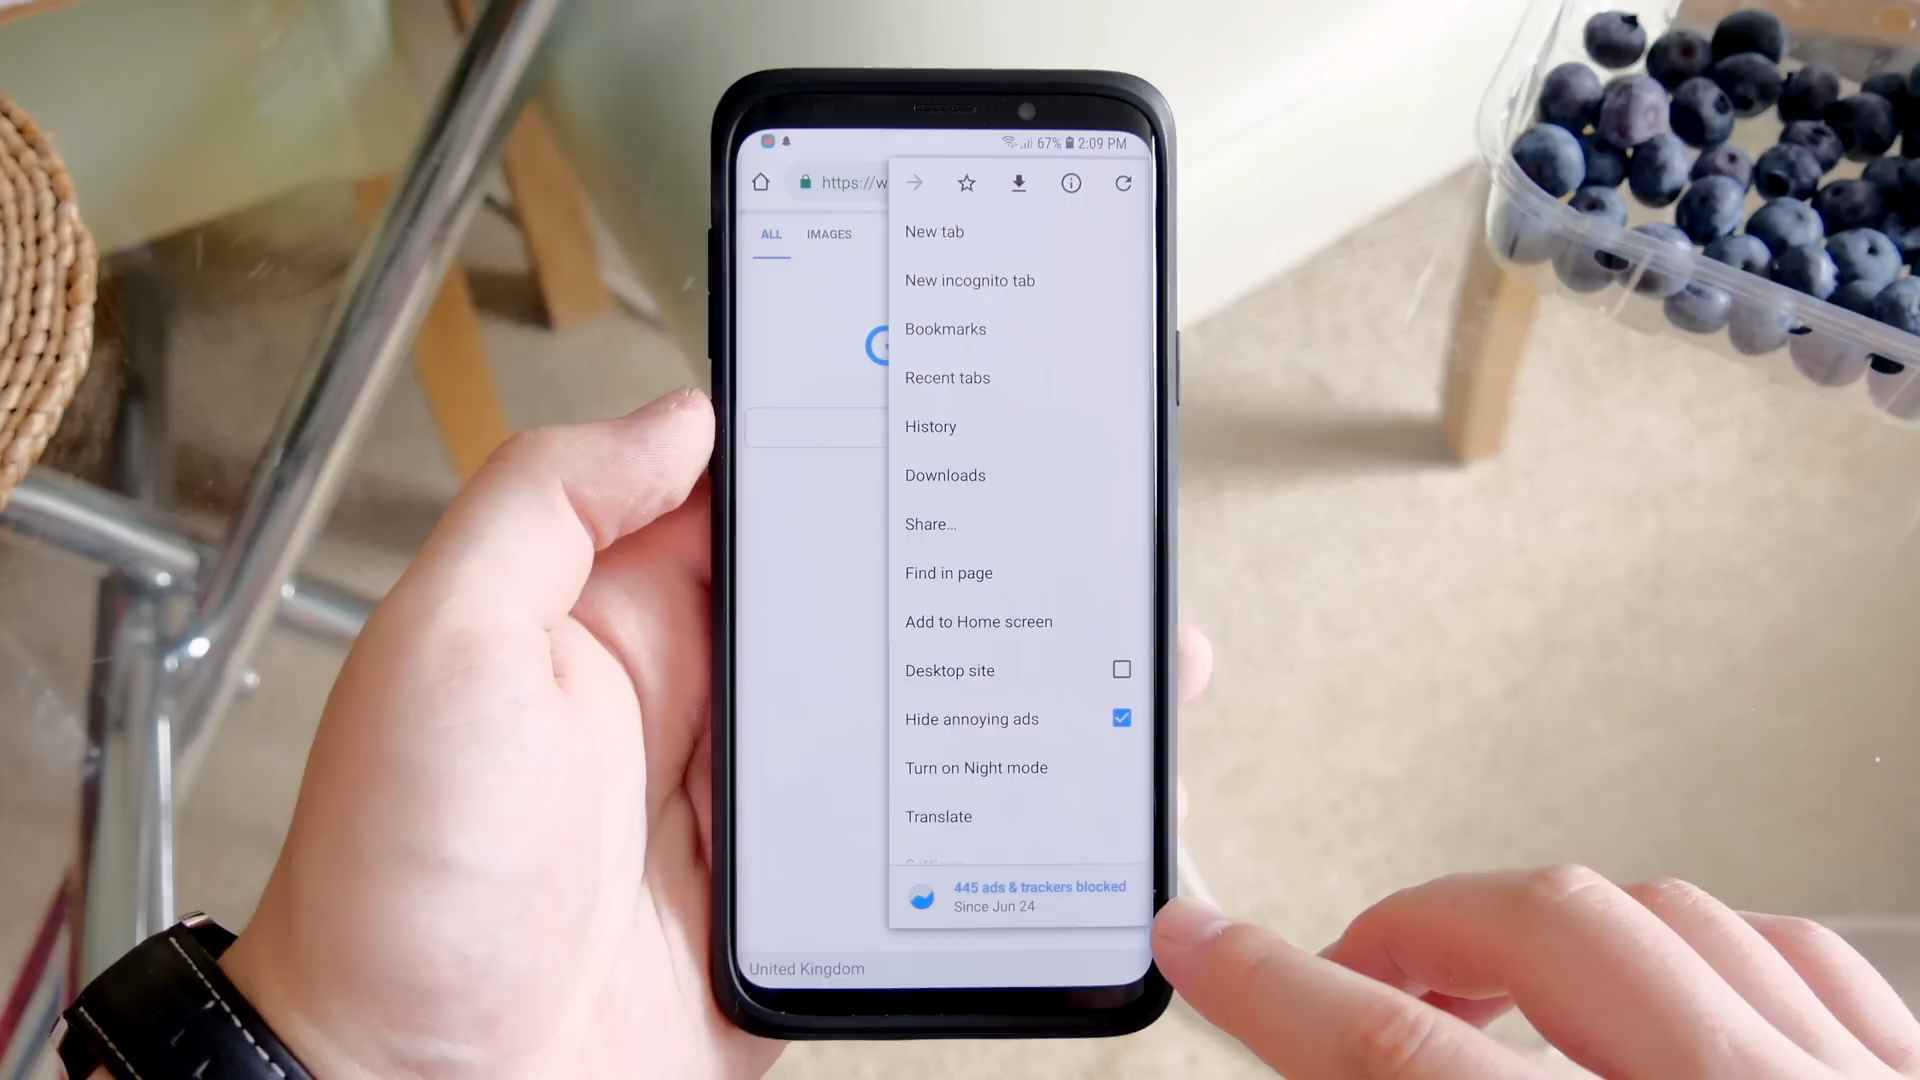 67% 2:09 PM
https://w
ALL IMAGES
G
New tab
New incognito tab
Bookmarks
Recent tabs
History
Downloads
Share...
Find in page
Add to Home screen
Desktop site
Hide annoying ads
Turn on Night mode
Translate
445 ads & trackers blocked
Since Jun 24
United Kingdom